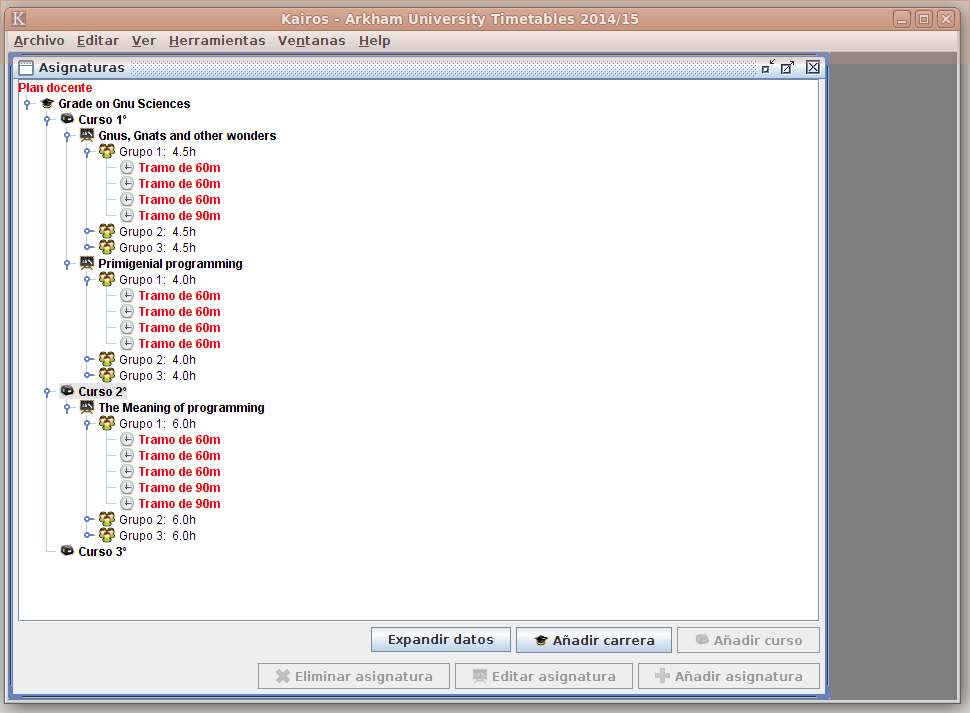 Kairos - Arkham University Timetables 2014/15
Archivo Editar Ver Herramientas Ventanas Help
Asignaturas
Plan docente
Grade on Gnu Sciences
Curso 1º
Gnus, Gnats and other wonders
Grupo 1: 4.5h
Tramo de 60m
Tramo de 60m
Tramo de 60m
Tramo de 90m
Grupo 2: 4.5h
Grupo 3: 4.5h
Primigenial programming
Grupo 1: 4.0h
Tramo de 60m
Tramo de 60m
Tramo de 60m
Tramo de 60m
Grupo 2: 4.0h
Grupo 3: 4.0h
Curso 2º
The Meaning of programming
Grupo 1: 6.0h
Tramo de 60m
Tramo de 60m
Tramo de 60m
Tramo de 90m
Tramo de 90m
Grupo 2: 6.0h
Grupo 3: 6.0h
Curso 3º
Expandir datos Añadir carrera Añadir curso
Eliminar asignatura Editar asignatura Añadir asignatura